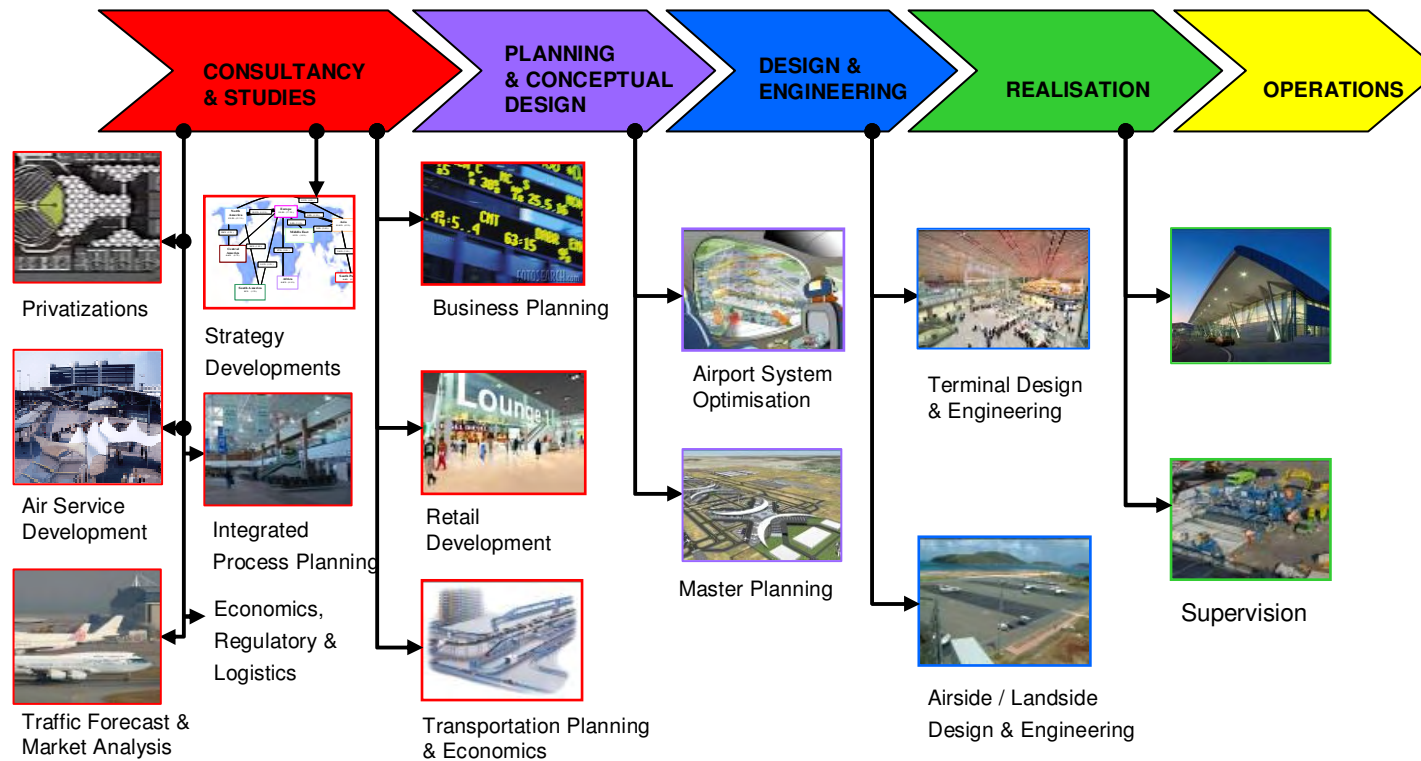 CONSULTANCY
& STUDIES
PLANNING
& CONCEPTUAL
DESIGN
DESIGN &
ENGINEERING
REALISATION
OPERATIONS
Privatizations
Strategy
Developments
Business Planning
Airport System
Optimisation
Terminal Design
& Engineering
Lounge 1
Air Service
Development
Integrated
Process Planning
Retail
Development
Master Planning
Supervision
Economics,
Regulatory &
Logistics
Traffic Forecast &
Market Analysis
Transportation Planning
& Economics
Airside / Landside
Design & Engineering